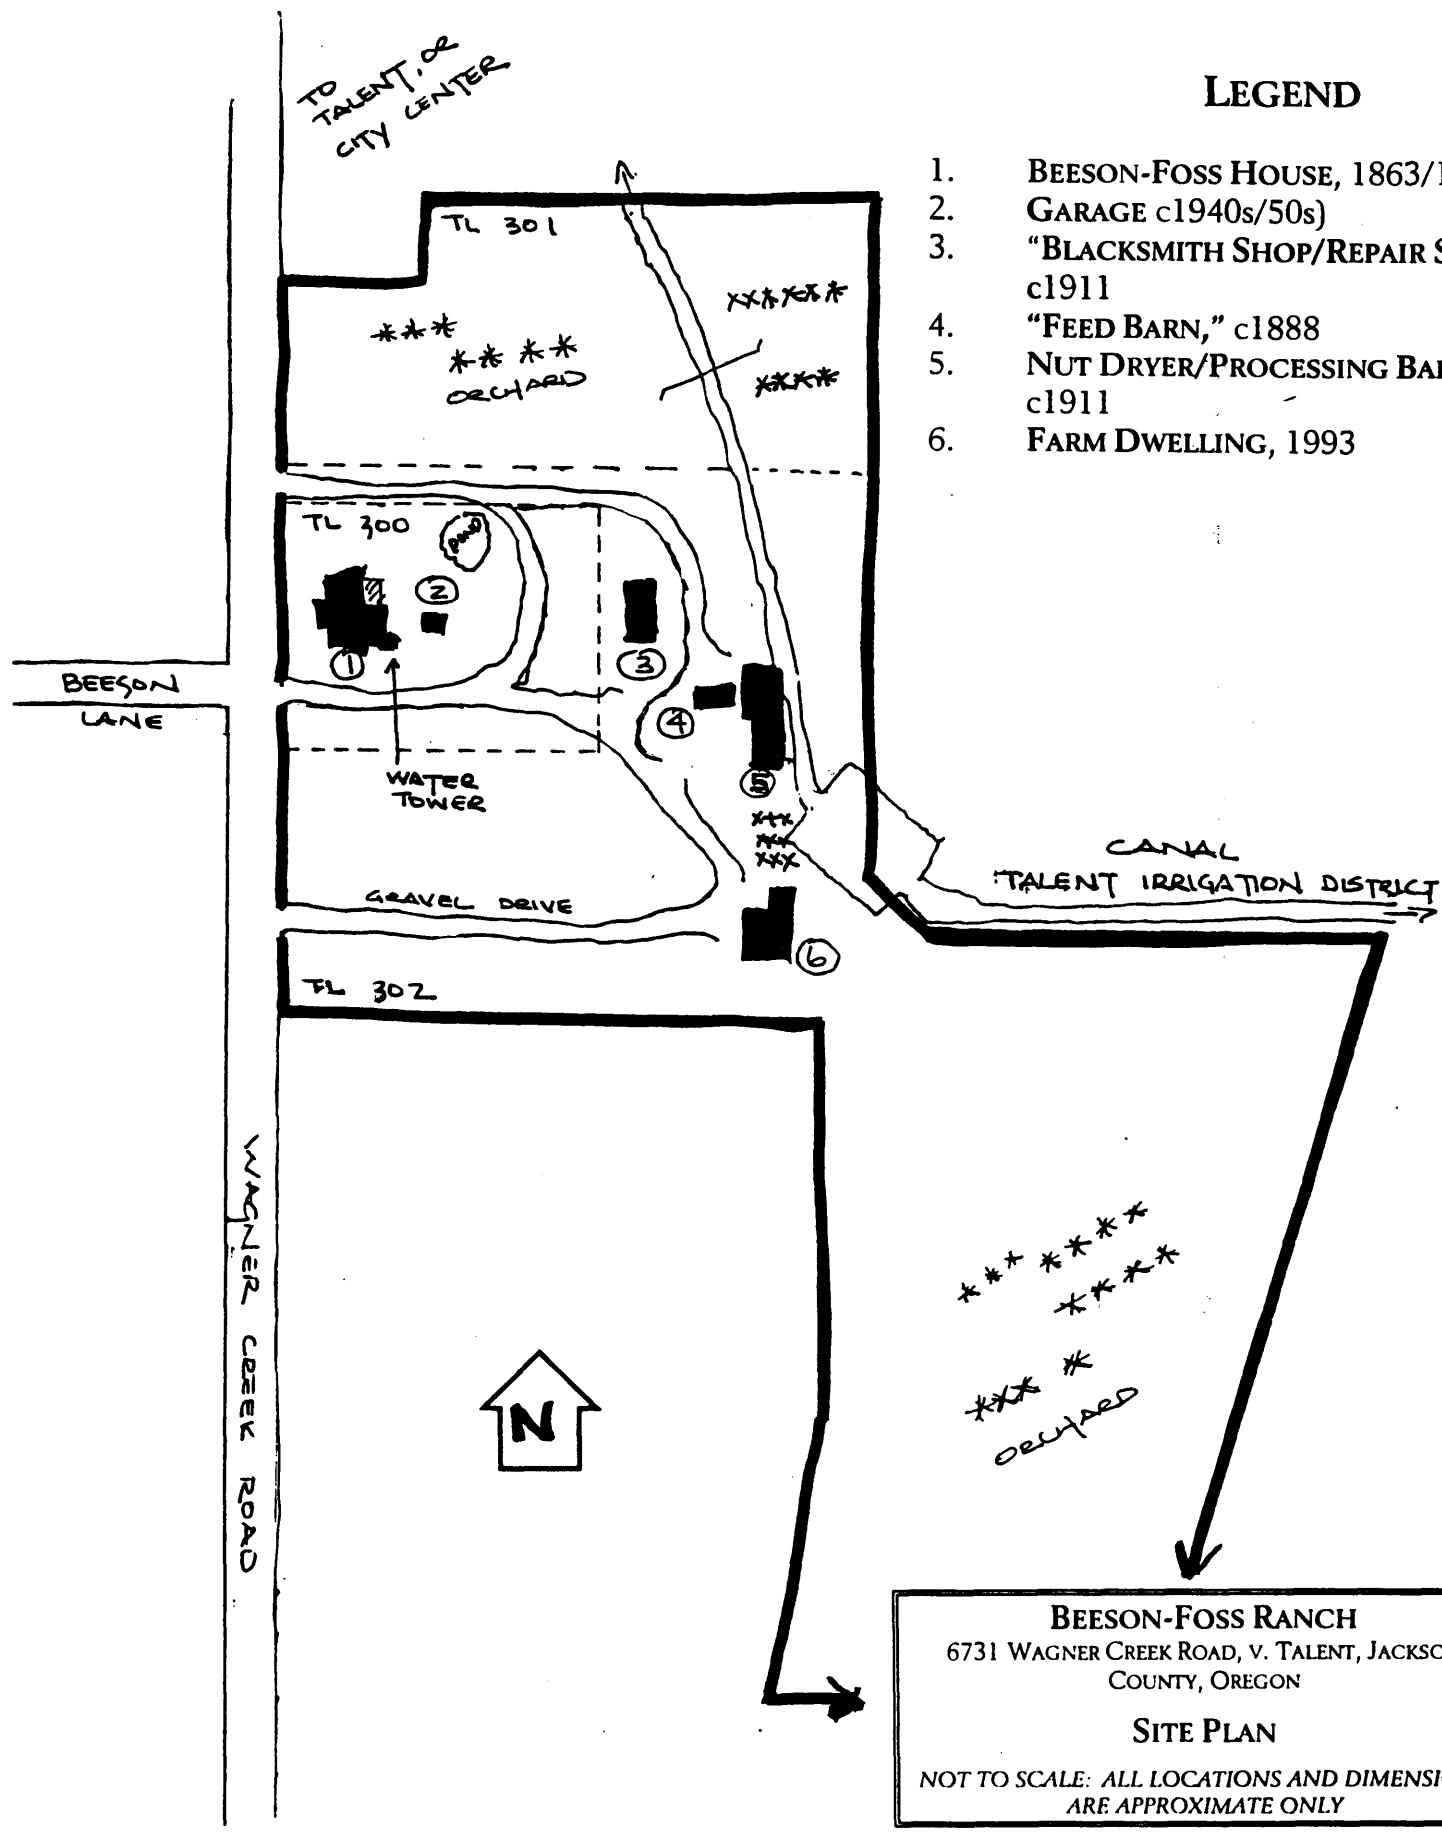 TO
TALENT, OR
CITY CENTER
LEGEND
1. BEESON-FOSS HOUSE, 1863/
2. GARAGE c1940s/50s)
3. "BLACKSMITH SHOP/REPAIR
c1911
4. "FEED BARN," c1888
5. NUT DRYER/PROCESSING
c1911
6. FARM DWELLING, 1993
TL 301
ORCHARD
TL 300
POND
2
1
3
4
5
BEESON
LANE
WATER
TOWER
CANAL
TALENT IRRIGATION DISTRICT
GRAVEL DRIVE
6
TL 302
WAGNER CREEK ROAD
N
ORCHARD
BEESON-FOSS RANCH
6731 WAGNER CREEK ROAD, V. TALENT,
COUNTY, OREGON
SITE PLAN
NOT TO SCALE: ALL LOCATIONS AND
ARE APPROXIMATE ONLY